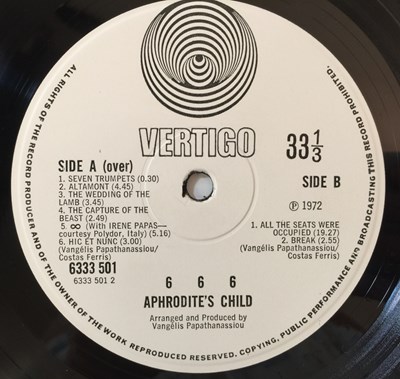 ALL RIGHTS OF THE RECORD PRODUCER AND OF THE OWNER OF THE WORK REPRODUCED RESERVED. COPYING, PUBLIC PERFORMANCE AND BROADCASTING THIS RECORD PROHIBITED.
VERTIGO
33 1/3
SIDE A (over)
1. SEVEN TRUMPETS (0.30)
2. ALTAMONT (4.45)
3. THE WEDDING OF THE
LAMB (3.45)
4. THE CAPTURE OF THE
BEAST (2.49)
5. ∞ (With IRENE PAPAS—
courtesy Polydor, Italy) (5.16)
6. HIC ET NUNC (3.00)
(Vangélis Papathanassiou/
Costas Ferris)
6333 501
6333 501 2
SIDE B
℗ 1972
1. ALL THE SEATS WERE
OCCUPIED (19.27)
2. BREAK (2.55)
(Vangélis Papathanassiou/
Costas Ferris)
6 6 6
APHRODITE'S CHILD
Arranged and Produced by
Vangélis Papathanassiou